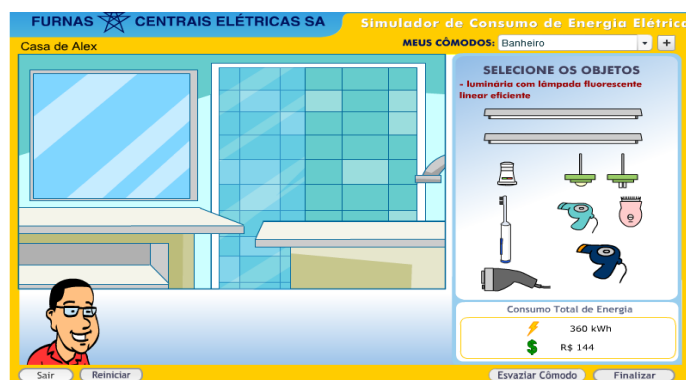 FURNAS CENTRAIS ELÉTRICAS SA
Simulador de Consumo de Energia Elétric
Casa de Alex
MEUS CÔMODOS: Banheiro
SELECIONE OS OBJETOS
- luminária com lâmpada fluorescente
linear eficiente
Consumo Total de Energia
360 kWh
R$ 144
Sair
Reiniciar
Esvaziar Cômodo
Finalizar